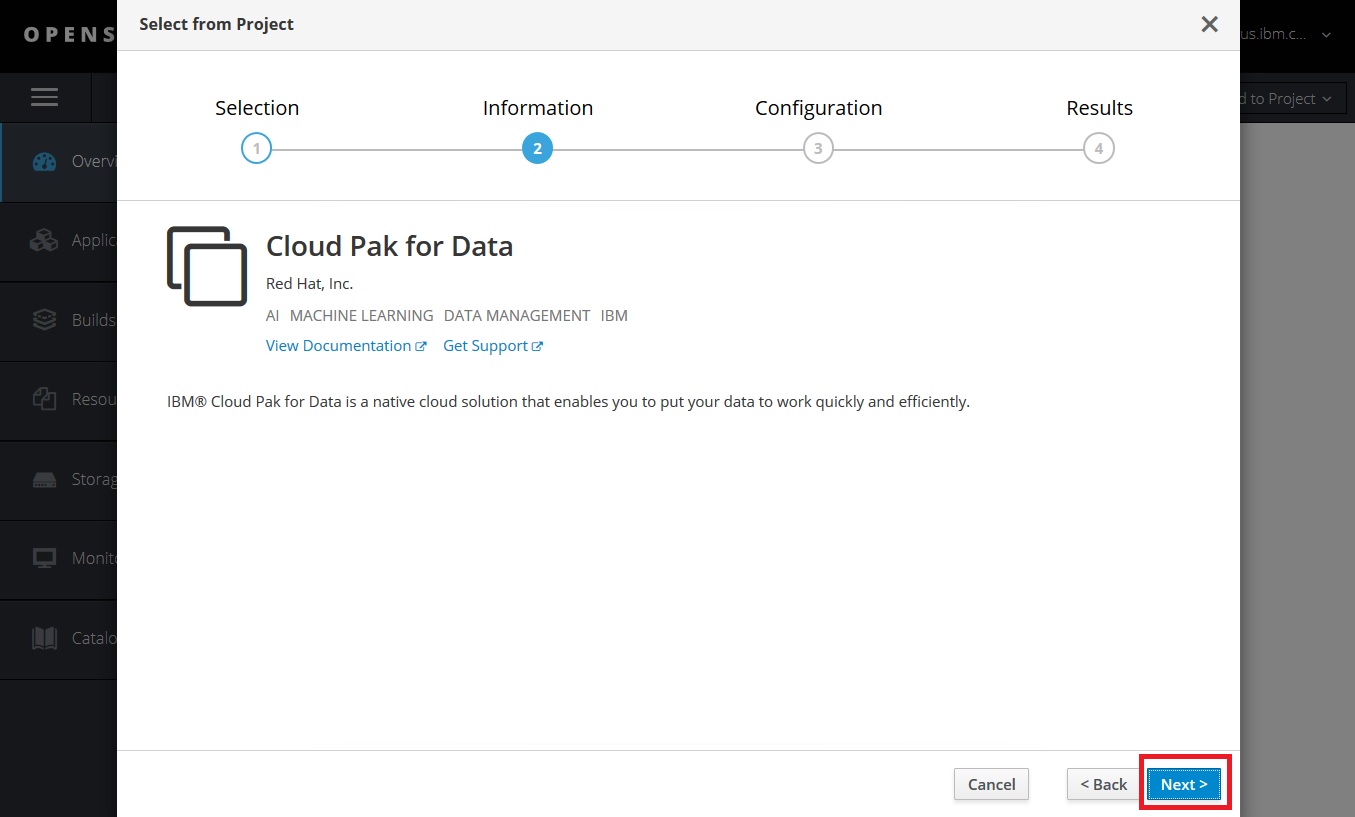 Select from Project
OPENS
us.ibm.c...
d to Project
Selection Information Configuration Results
1 2 3 4
Overvi
Applic
Builds
Resou
Storag
Monito
Catalo
Cloud Pak for Data
Red Hat, Inc.
AI MACHINE LEARNING DATA MANAGEMENT IBM
View Documentation Get Support
IBM® Cloud Pak for Data is a native cloud solution that enables you to put your data to work quickly and efficiently.
Cancel < Back Next >